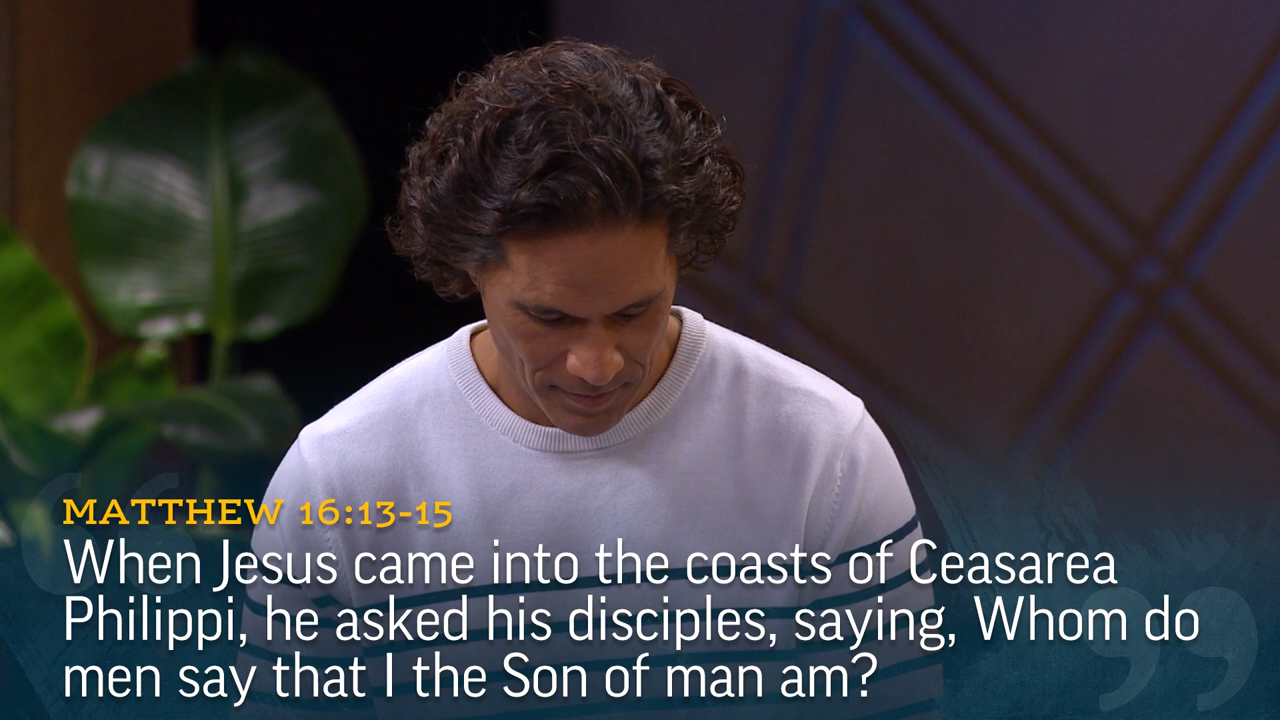 MATTHEW 16:13-15
When Jesus came into the coasts of Ceasarea
Philippi, he asked his disciples, saying, Whom do
men say that I the Son of man am?